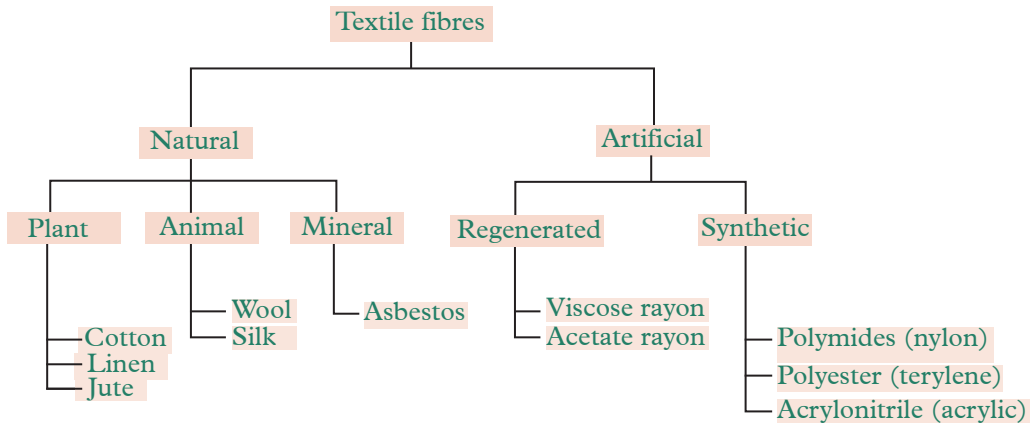 Textile fibres
Natural
Artificial
Plant
Animal
Mineral
Regenerated
Synthetic
Wool
Silk
Asbestos
Viscose rayon
Acetate rayon
Cotton
Linen
Jute
Polymides (nylon)
Polyester (terylene)
Acrylonitrile (acrylic)